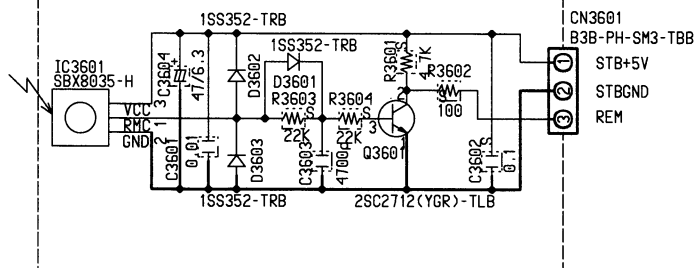 1SS352-TRB
CN3601
B3B-PH-SM3-TBB
1SS352-TRB
IC3601
SBX8035-H
C3604
+
47/6.3
D3602
D3601
R3601
S
4.7K
R3602
S
100
1
STB+5V
2
STBGND
3
REM
VCC
3
RMC
1
GND
2
R3603
S
22K
R3604
S
22K
2
3
1
Q3601
C3601
0.01
D3603
C3603
S
4700P
C3602
S
0.1
1SS352-TRB
2SC2712(YGR)-TLB